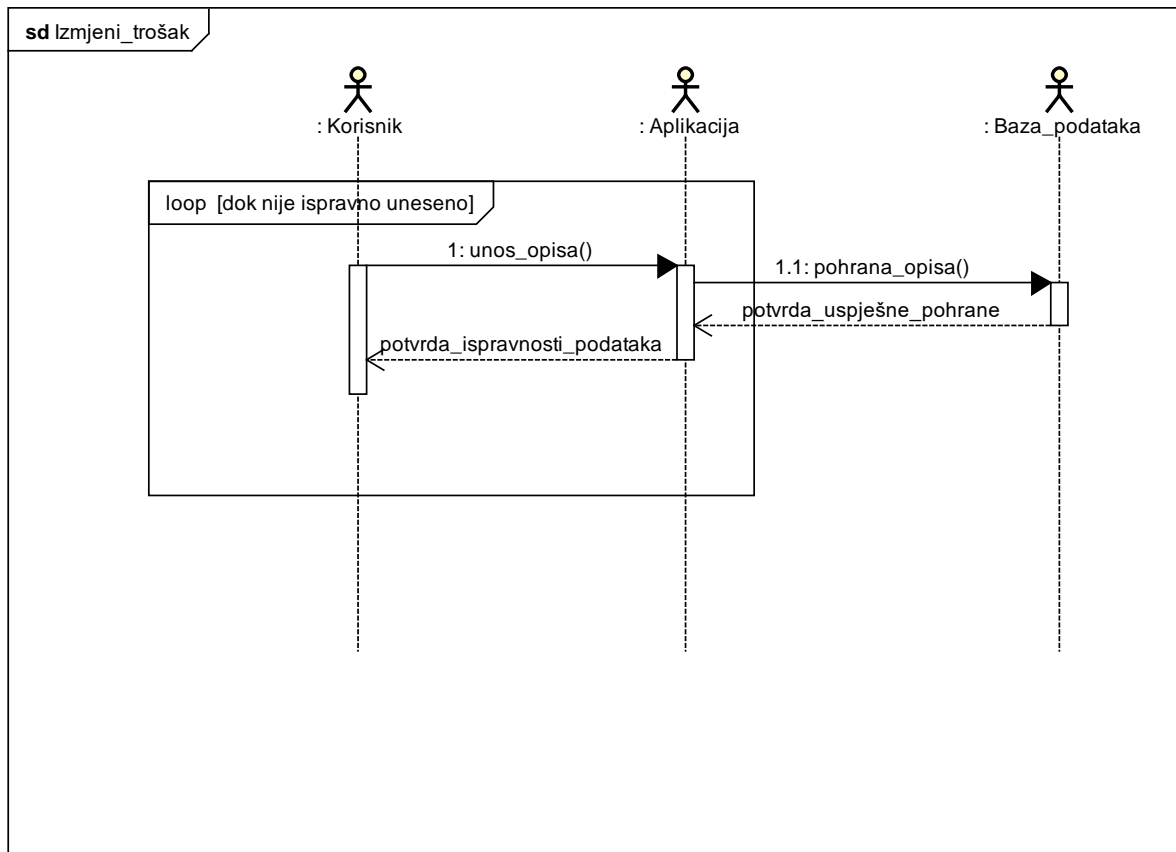 sd Izmjeni_trošak
: Korisnik
: Aplikacija
: Baza_podataka
loop [dok nije ispravno uneseno]
1: unos_opisa()
1.1: pohrana_opisa()
potvrda_uspješne_pohrane
potvrda_ispravnosti_podataka